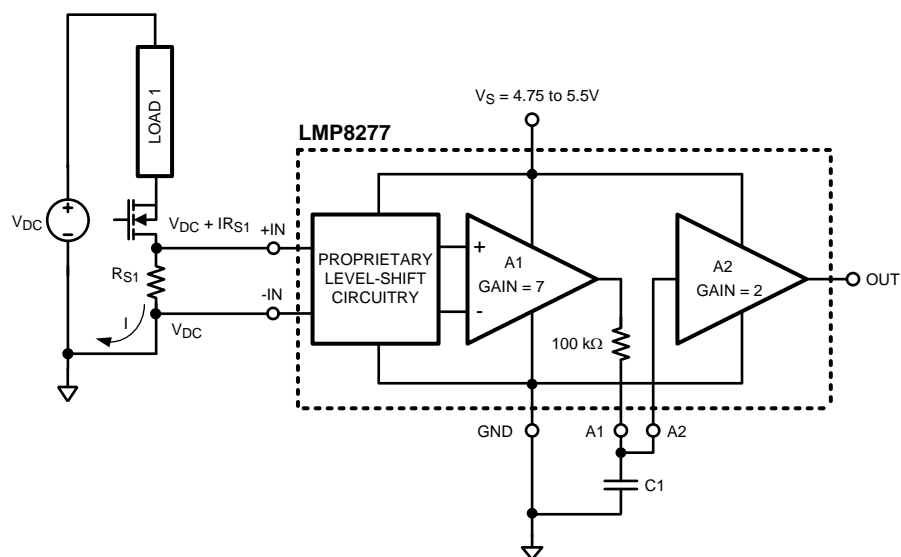 V_S = 4.75 to 5.5V
LMP8277
LOAD 1
V_DC
+
-
V_DC + IR_S1
+IN
R_S1
-IN
I
V_DC
PROPRIETARY
LEVEL-SHIFT
CIRCUITRY
+
-
A1
GAIN = 7
A2
GAIN = 2
OUT
100 kΩ
GND
A1
A2
C1